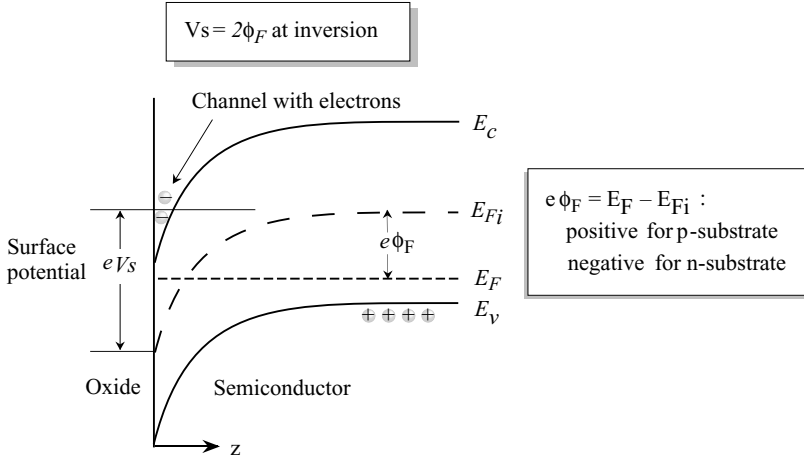 Vs = 2ϕF at inversion
Channel with electrons
Ec
EFi
e ϕF = EF – EFi :
positive for p-substrate
negative for n-substrate
Surface
potential
eVs
eϕF
EF
Ev
Oxide
Semiconductor
z